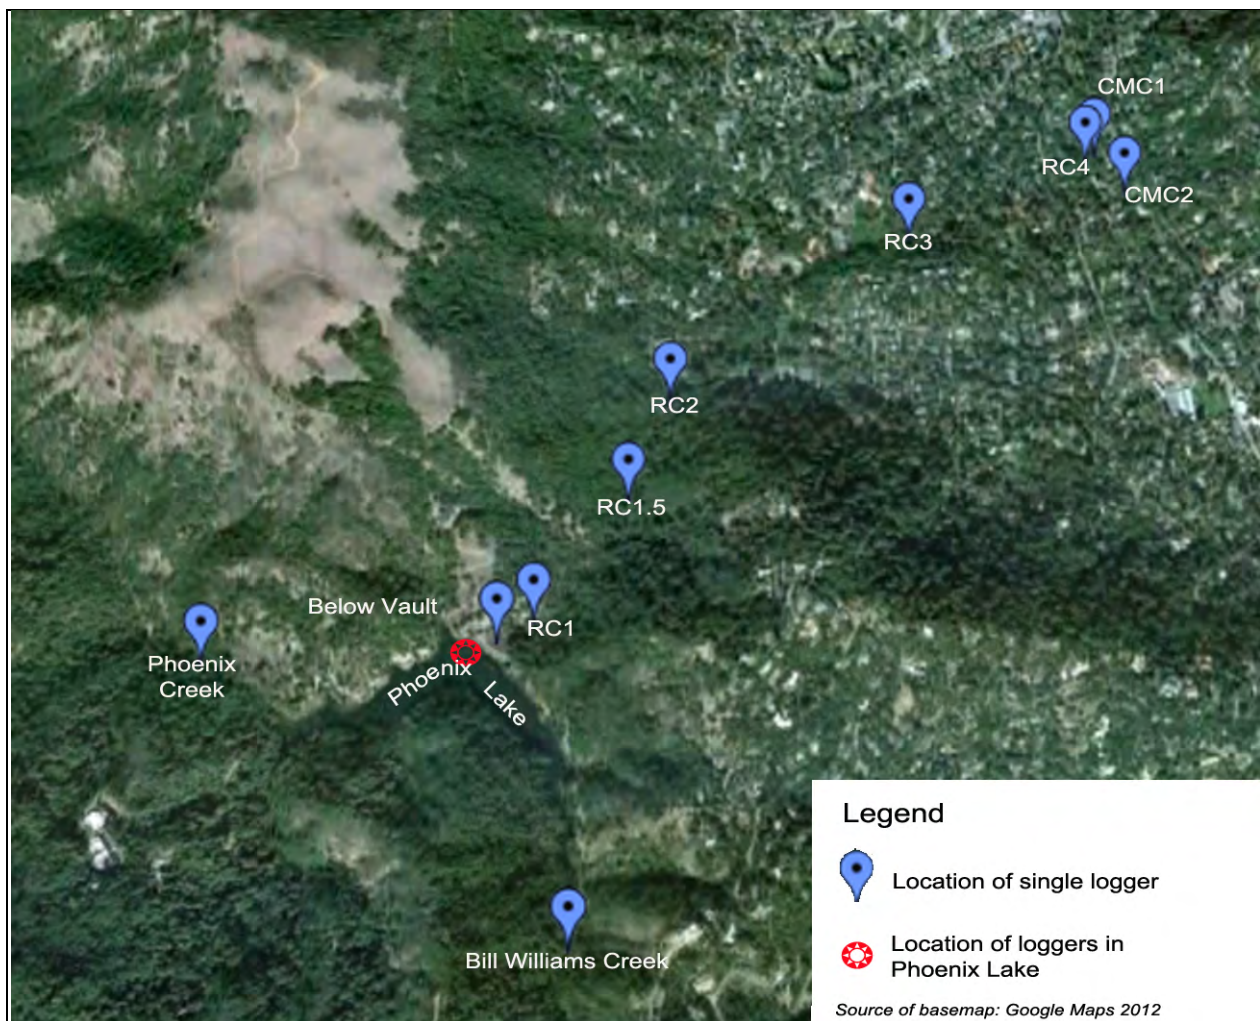 CMC1
RC4
CMC2
RC3
RC2
RC1.5
Below Vault
RC1
Phoenix
Creek
Phoenix
Lake
Bill Williams Creek
Legend
Location of single logger
Location of loggers in
Phoenix Lake
Source of basemap: Google Maps 2012